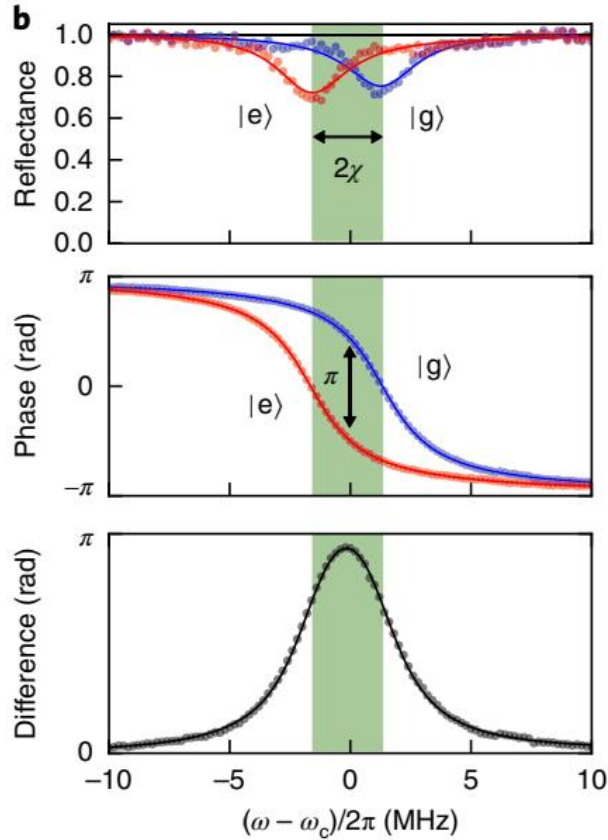 b
Reflectance
1.0
0.8
0.6
0.4
0.2
0.0
|e⟩
|g⟩
2χ
Phase (rad)
π
0
−π
|e⟩
π
|g⟩
Difference (rad)
π
0
−10
−5
0
5
10
(ω − ω_c)/2π (MHz)